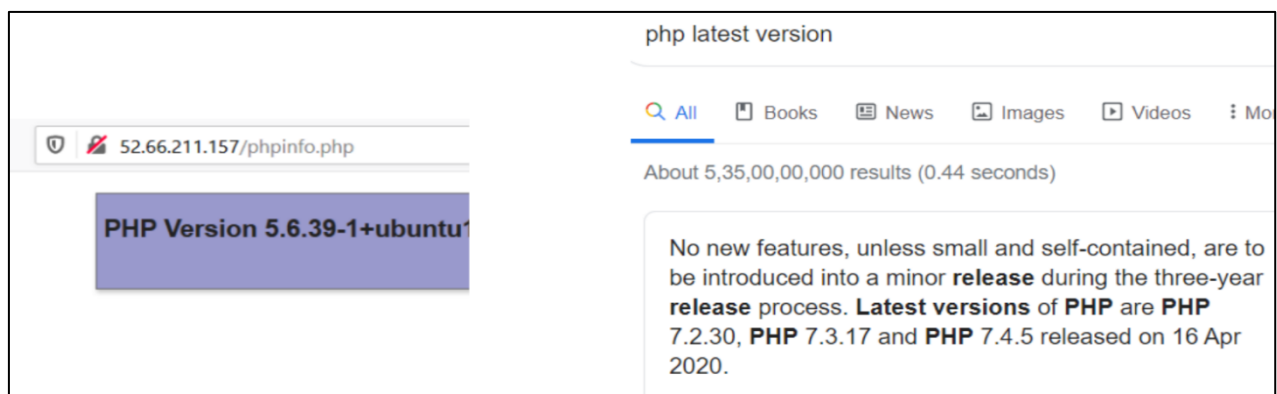 52.66.211.157/phpinfo.php
PHP Version 5.6.39-1+ubuntu
php latest version
All Books News Images Videos
About 5,35,00,00,000 results (0.44 seconds)
No new features, unless small and self-contained, are to
be introduced into a minor release during the three-year
release process. Latest versions of PHP are PHP
7.2.30, PHP 7.3.17 and PHP 7.4.5 released on 16 Apr
2020.